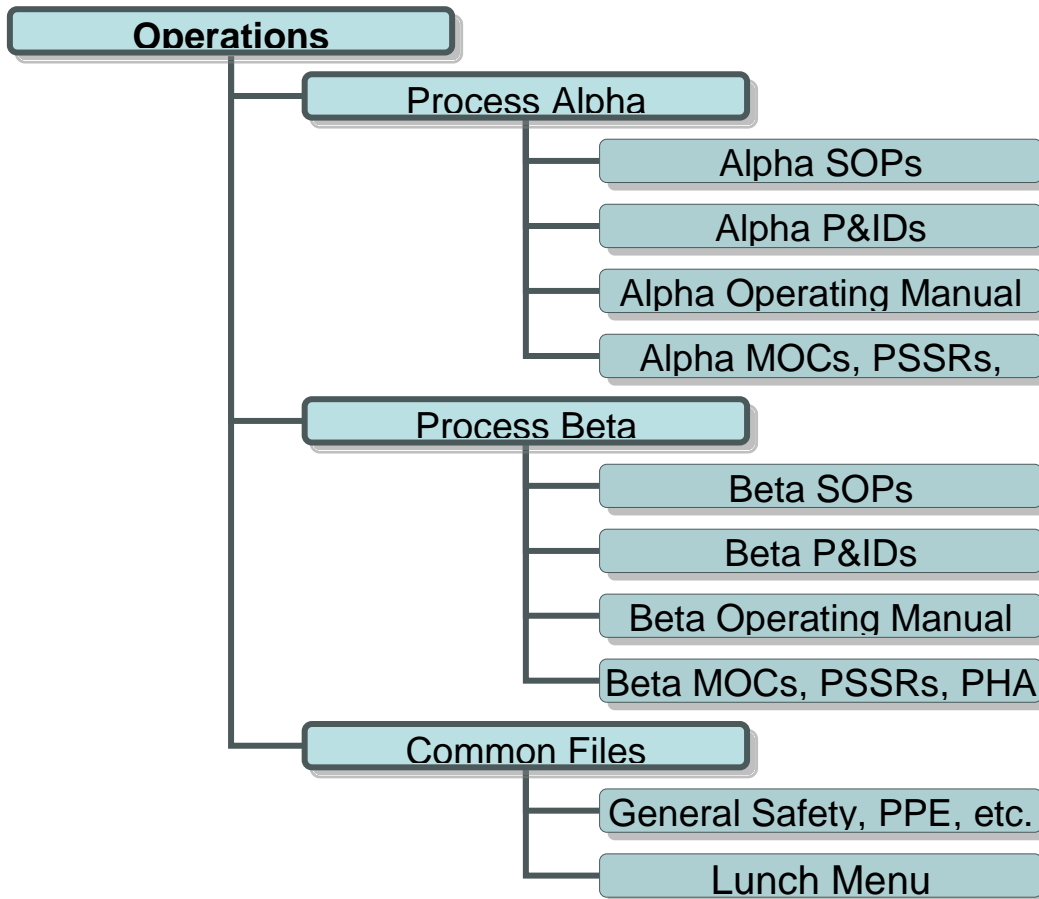 Operations
Process Alpha
Alpha SOPs
Alpha P&IDs
Alpha Operating Manual
Alpha MOCs, PSSRs,
Process Beta
Beta SOPs
Beta P&IDs
Beta Operating Manual
Beta MOCs, PSSRs, PHA
Common Files
General Safety, PPE, etc.
Lunch Menu